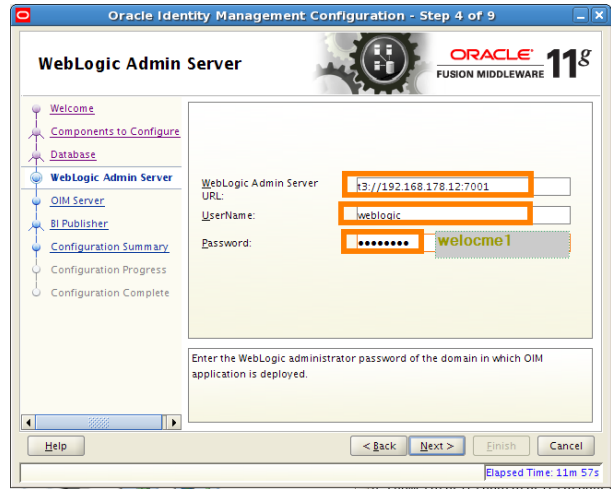 Oracle Identity Management Configuration - Step 4 of 9
WebLogic Admin Server
ORACLE
FUSION MIDDLEWARE 11g
Welcome
Components to Configure
Database
WebLogic Admin Server
OIM Server
BI Publisher
Configuration Summary
Configuration Progress
Configuration Complete
WebLogic Admin Server
URL:
t3://192.168.178.12:7001
UserName:
weblogic
Password:
●●●●●●●●
welocme1
Enter the WebLogic administrator password of the domain in which OIM
application is deployed.
Help
< Back
Next >
Finish
Cancel
Elapsed Time: 11m 57s